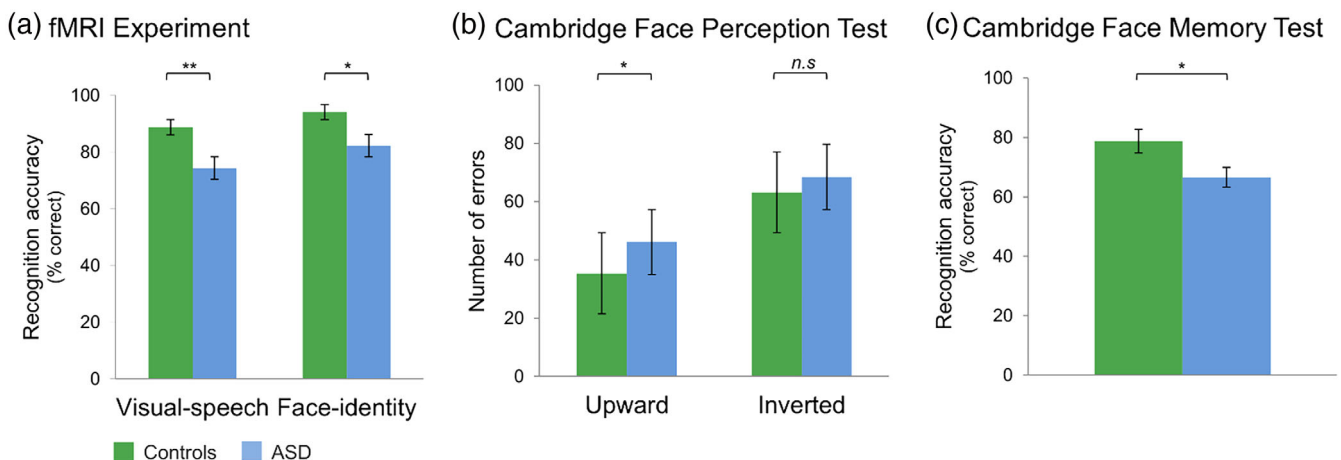 (a) fMRI Experiment
** *
100
80
60
40
20
0
Recognition accuracy
(% correct)
Visual-speech Face-identity
Controls ASD
(b) Cambridge Face Perception Test
* n.s
100
80
60
40
20
0
Number of errors
Upward Inverted
(c) Cambridge Face Memory Test
*
100
80
60
40
20
0
Recognition accuracy
(% correct)